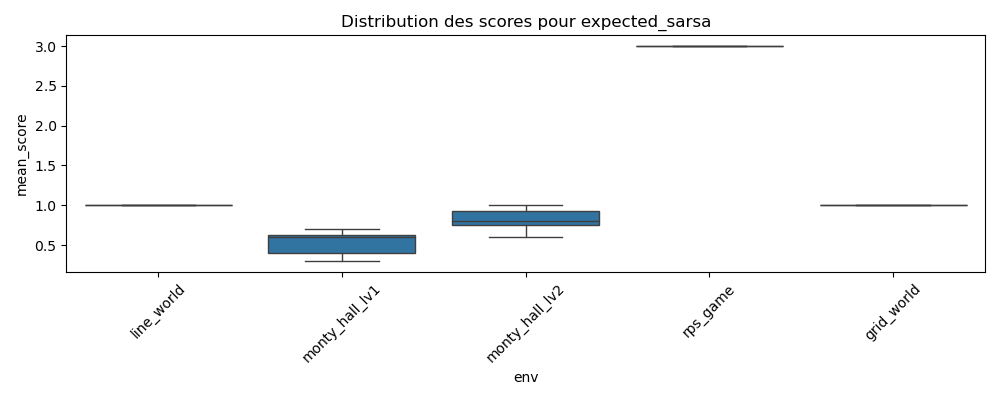 Distribution des scores pour expected_sarsa
mean_score
3.0
2.5
2.0
1.5
1.0
0.5
line_world
monty_hall_lv1
monty_hall_lv2
rps_game
grid_world
env